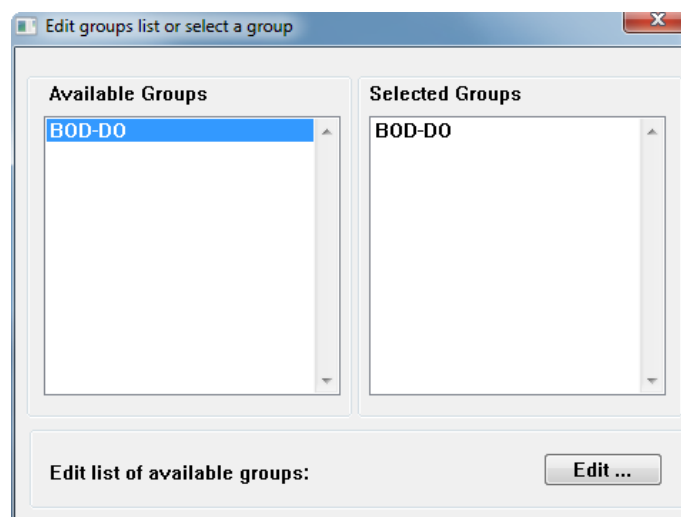 Edit groups list or select a group
Available Groups
Selected Groups
BOD-DO
BOD-DO
Edit list of available groups:
Edit ...